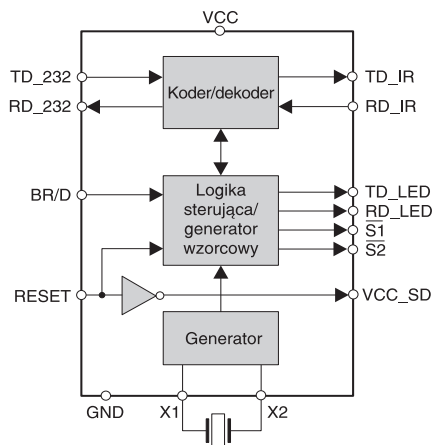 VCC
TD_232
Koder/dekoder
TD_IR
RD_232
RD_IR
BR/D
Logika
sterująca/
generator
wzorcowy
TD_LED
RD_LED
S1
S2
RESET
VCC_SD
Generator
GND
X1
X2